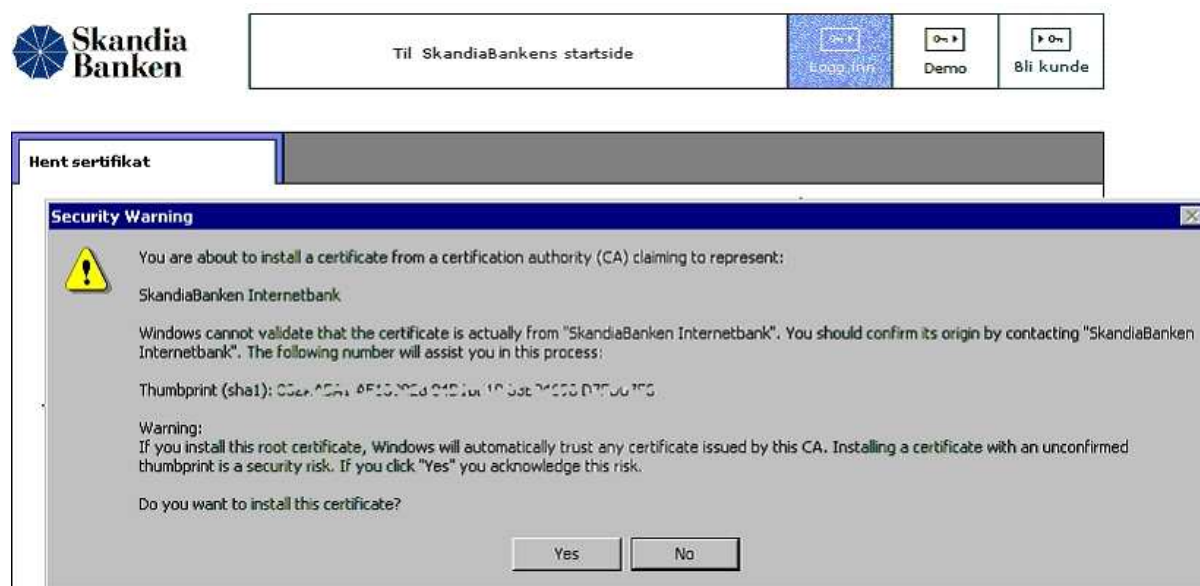 Skandia
Banken
Til SkandiaBankens startside
Logg inn
Demo
Bli kunde
Hent sertifikat
Security Warning
You are about to install a certificate from a certification authority (CA) claiming to represent:
SkandiaBanken Internetbank
Windows cannot validate that the certificate is actually from "SkandiaBanken Internetbank". You should confirm its origin by contacting "SkandiaBanken
Internetbank". The following number will assist you in this process:
Thumbprint (sha1):
Warning:
If you install this root certificate, Windows will automatically trust any certificate issued by this CA. Installing a certificate with an unconfirmed
thumbprint is a security risk. If you click "Yes" you acknowledge this risk.
Do you want to install this certificate?
Yes
No